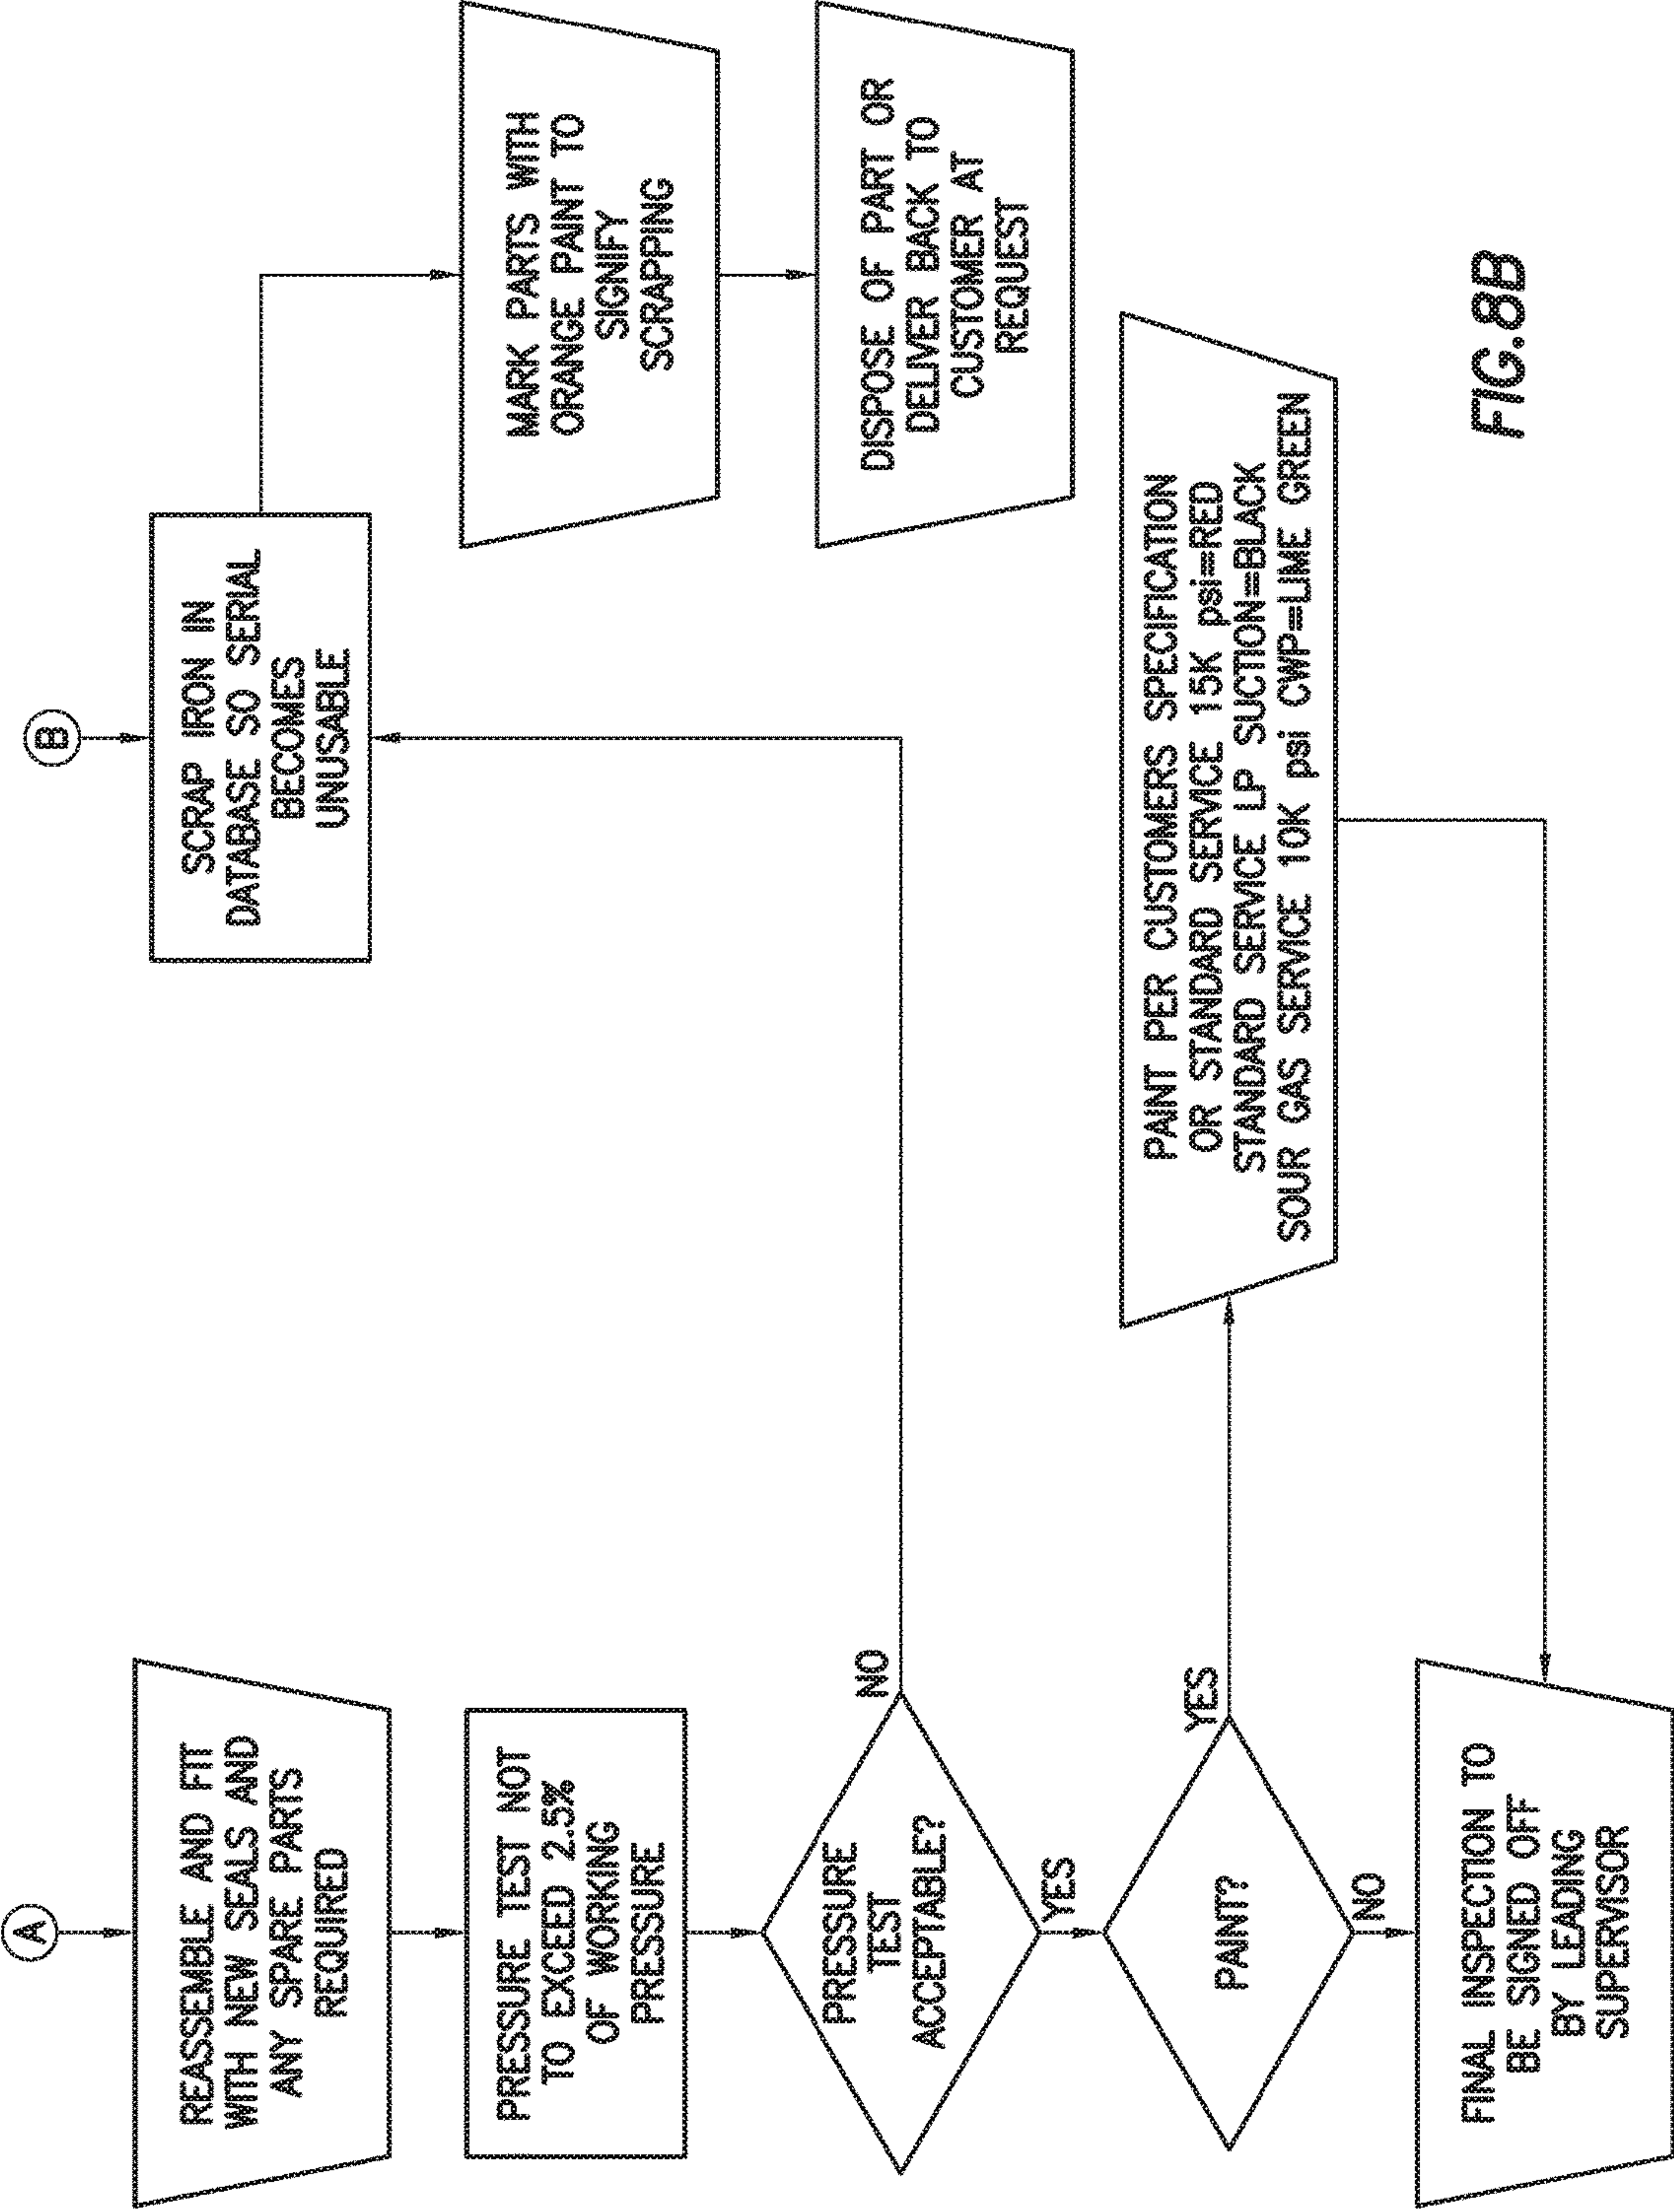 A
REASSEMBLE AND FIT
WITH NEW SEALS AND
ANY SPARE PARTS
REQUIRED
PRESSURE TEST NOT
TO EXCEED 2.5%
OF WORKING
PRESSURE
PRESSURE
TEST
ACCEPTABLE?
NO
YES
PAINT?
YES
NO
FINAL INSPECTION TO
BE SIGNED OFF
BY LEADING
SUPERVISOR
B
SCRAP IRON IN
DATABASE SO SERIAL
BECOMES
UNUSABLE
MARK PARTS WITH
ORANGE PAINT TO
SIGNIFY
SCRAPPING
DISPOSE OF PART OR
DELIVER BACK TO
CUSTOMER AT
REQUEST
PAINT PER CUSTOMERS SPECIFICATION
OR STANDARD SERVICE 15K psi=RED
STANDARD SERVICE LP SUCTION=BLACK
SOUR GAS SERVICE 10K psi CWP=LIME GREEN
FIG.8B